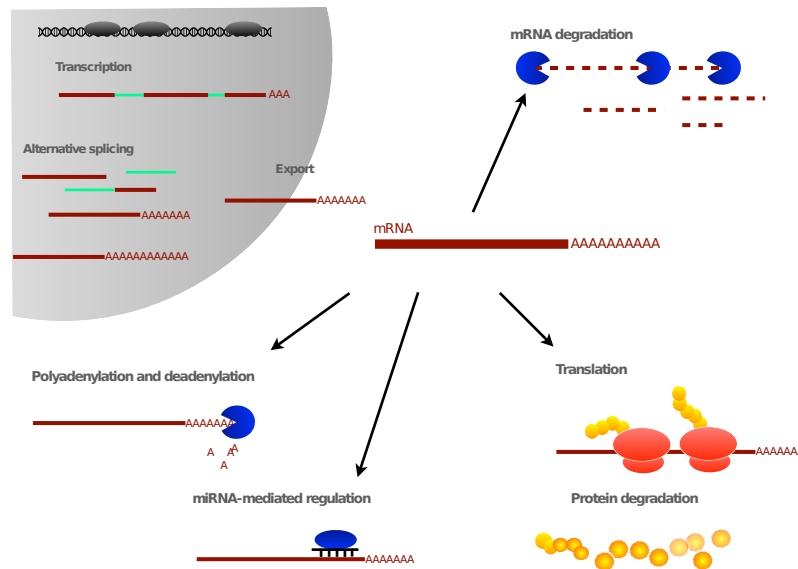 mRNA degradation
Transcription
AAA
Alternative splicing
Export
AAAAAAA
AAAAAAA
mRNA
AAAAAAAAAA
AAAAAAAAAAAA
Translation
Polyadenylation and deadenylation
AAAAAAA
A
A
A
A
AAAAAA
miRNA-mediated regulation
Protein degradation
AAAAAAA